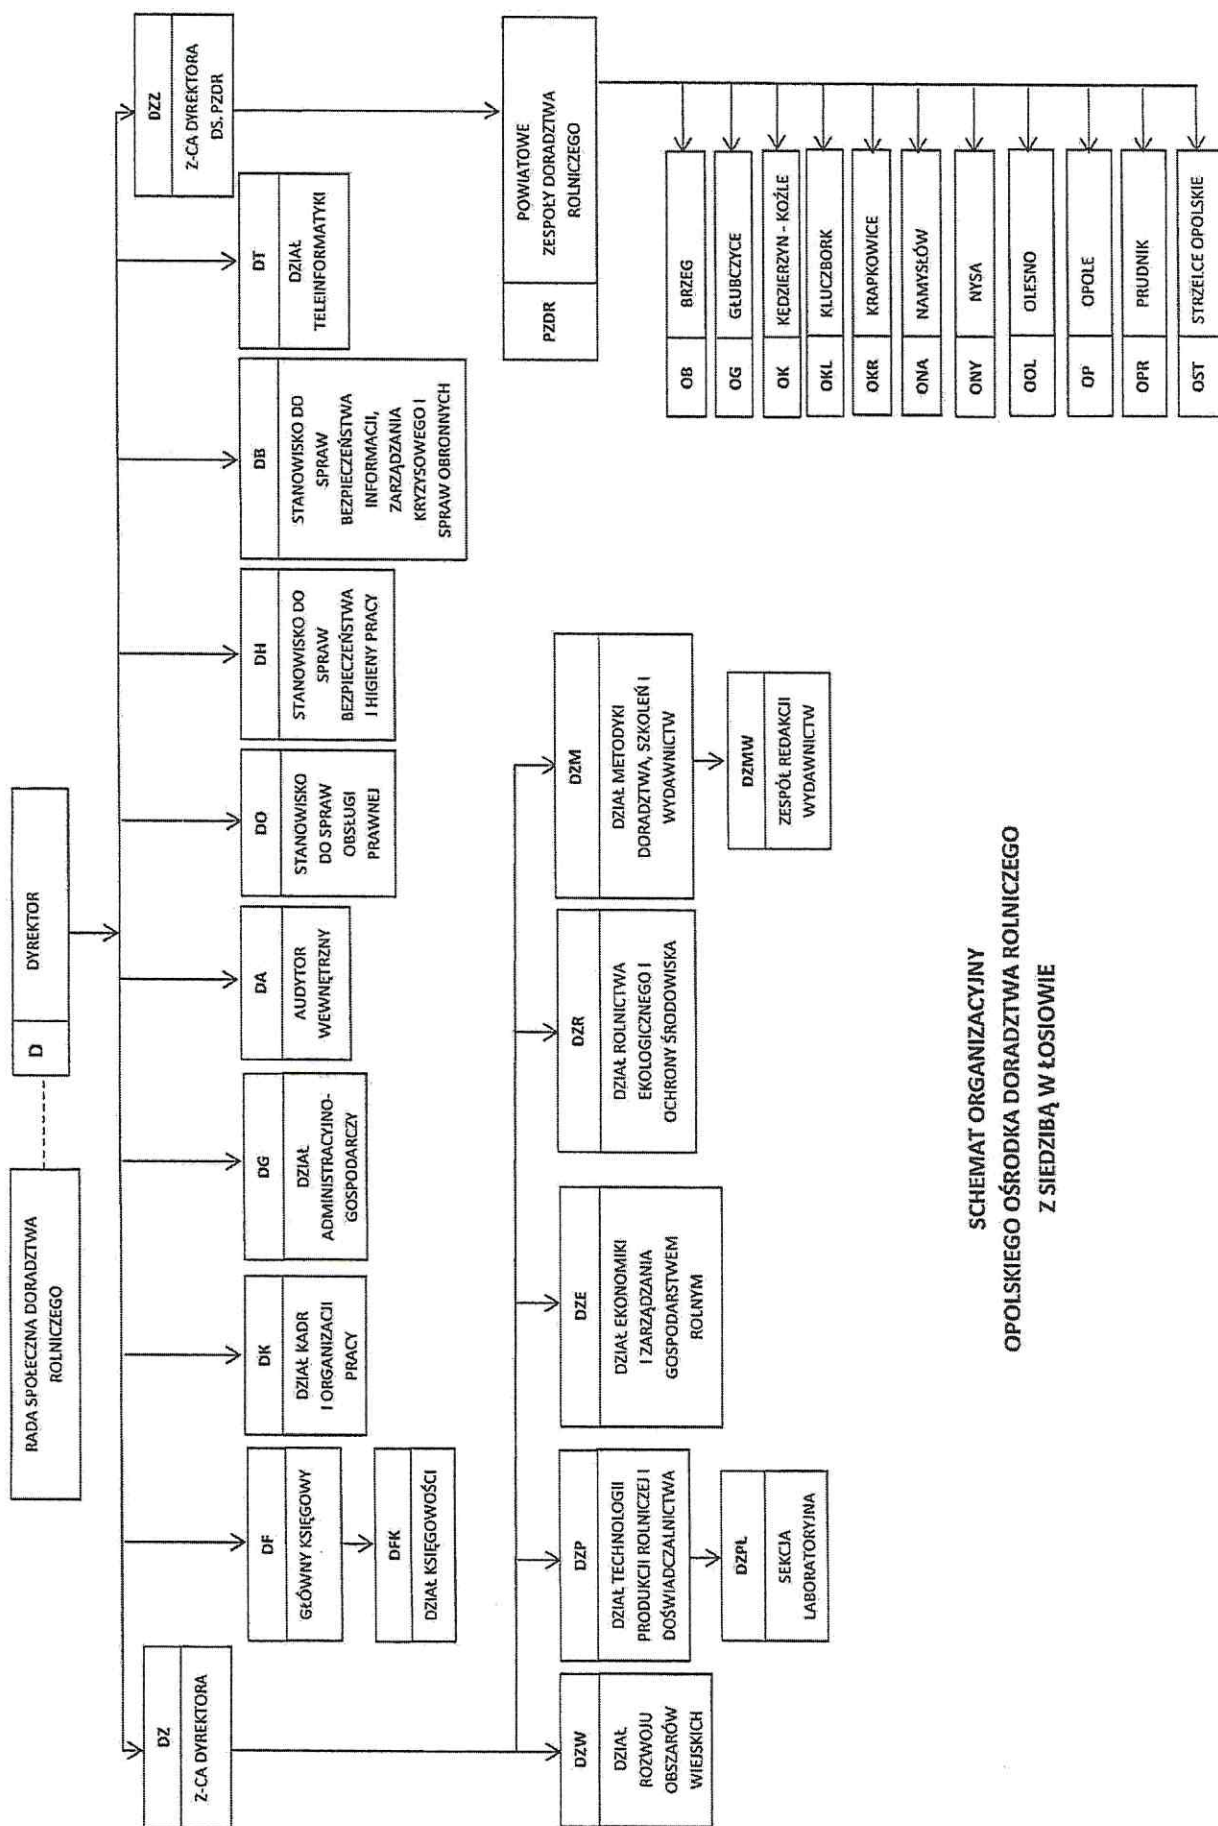 RADA SPOŁECZNA DORADZTWA
ROLNICZEGO
D
DYREKTOR
DZ
Z-CA DYREKTORA
DF
GŁÓWNY KSIĘGOWY
DFK
DZIAŁ KSIĘGOWOŚCI
DK
DZIAŁ KADR
I ORGANIZACJI
PRACY
DG
DZIAŁ
ADMINISTRACYJNO-
GOSPODARCZY
DA
AUDYTOR
WEWNĘTRZNY
DO
STANOWISKO
DO SPRAW
OBSŁUGI
PRAWNEJ
DH
STANOWISKO DO
SPRAW
BEZPIECZEŃSTWA
I HIGIENY PRACY
DB
STANOWISKO DO
SPRAW
BEZPIECZEŃSTWA
INFORMACJI,
ZARZĄDZANIA
KRYZYSOWEGO I
SPRAW OBRONNYCH
DT
DZIAŁ
TELEINFORMATYKI
DZZ
Z-CA DYREKTORA
DS. PZDR
DZW
DZIAŁ
ROZWOJU
OBSZARÓW
WIEJSKICH
DZP
DZIAŁ TECHNOLOGII
PRODUKCJI ROLNICZEJ I
DOŚWIADCZALNICTWA
DZPŁ
SEKCJA
LABORATORYJNA
DZE
DZIAŁ EKONOMIKI
I ZARZĄDZANIA
GOSPODARSTWEM
ROLNYM
DZR
DZIAŁ ROLNICTWA
EKOLOGICZNEGO I
OCHRONY ŚRODOWISKA
DZM
DZIAŁ METODYKI
DORADZTWA, SZKOLEŃ I
WYDAWNICTW
DZMW
ZESPÓŁ REDAKCJI
WYDAWNICTW
PZDR
POWIATOWE
ZESPOŁY DORADZTWA
ROLNICZEGO
OB BRZEG
OG GŁUBCZYCE
OK KĘDZIERZYN - KOŹLE
OKL KLUCZBORK
OKR KRAPKOWICE
ONA NAMYSŁÓW
ONY NYSA
OOL OLESNO
OP OPOLE
OPR PRUDNIK
OST STRZELCE OPOLSKIE
SCHEMAT ORGANIZACYJNY
OPOLSKIEGO OŚRODKA DORADZTWA ROLNICZEGO
Z SIEDZIBĄ W ŁOSIOWIE